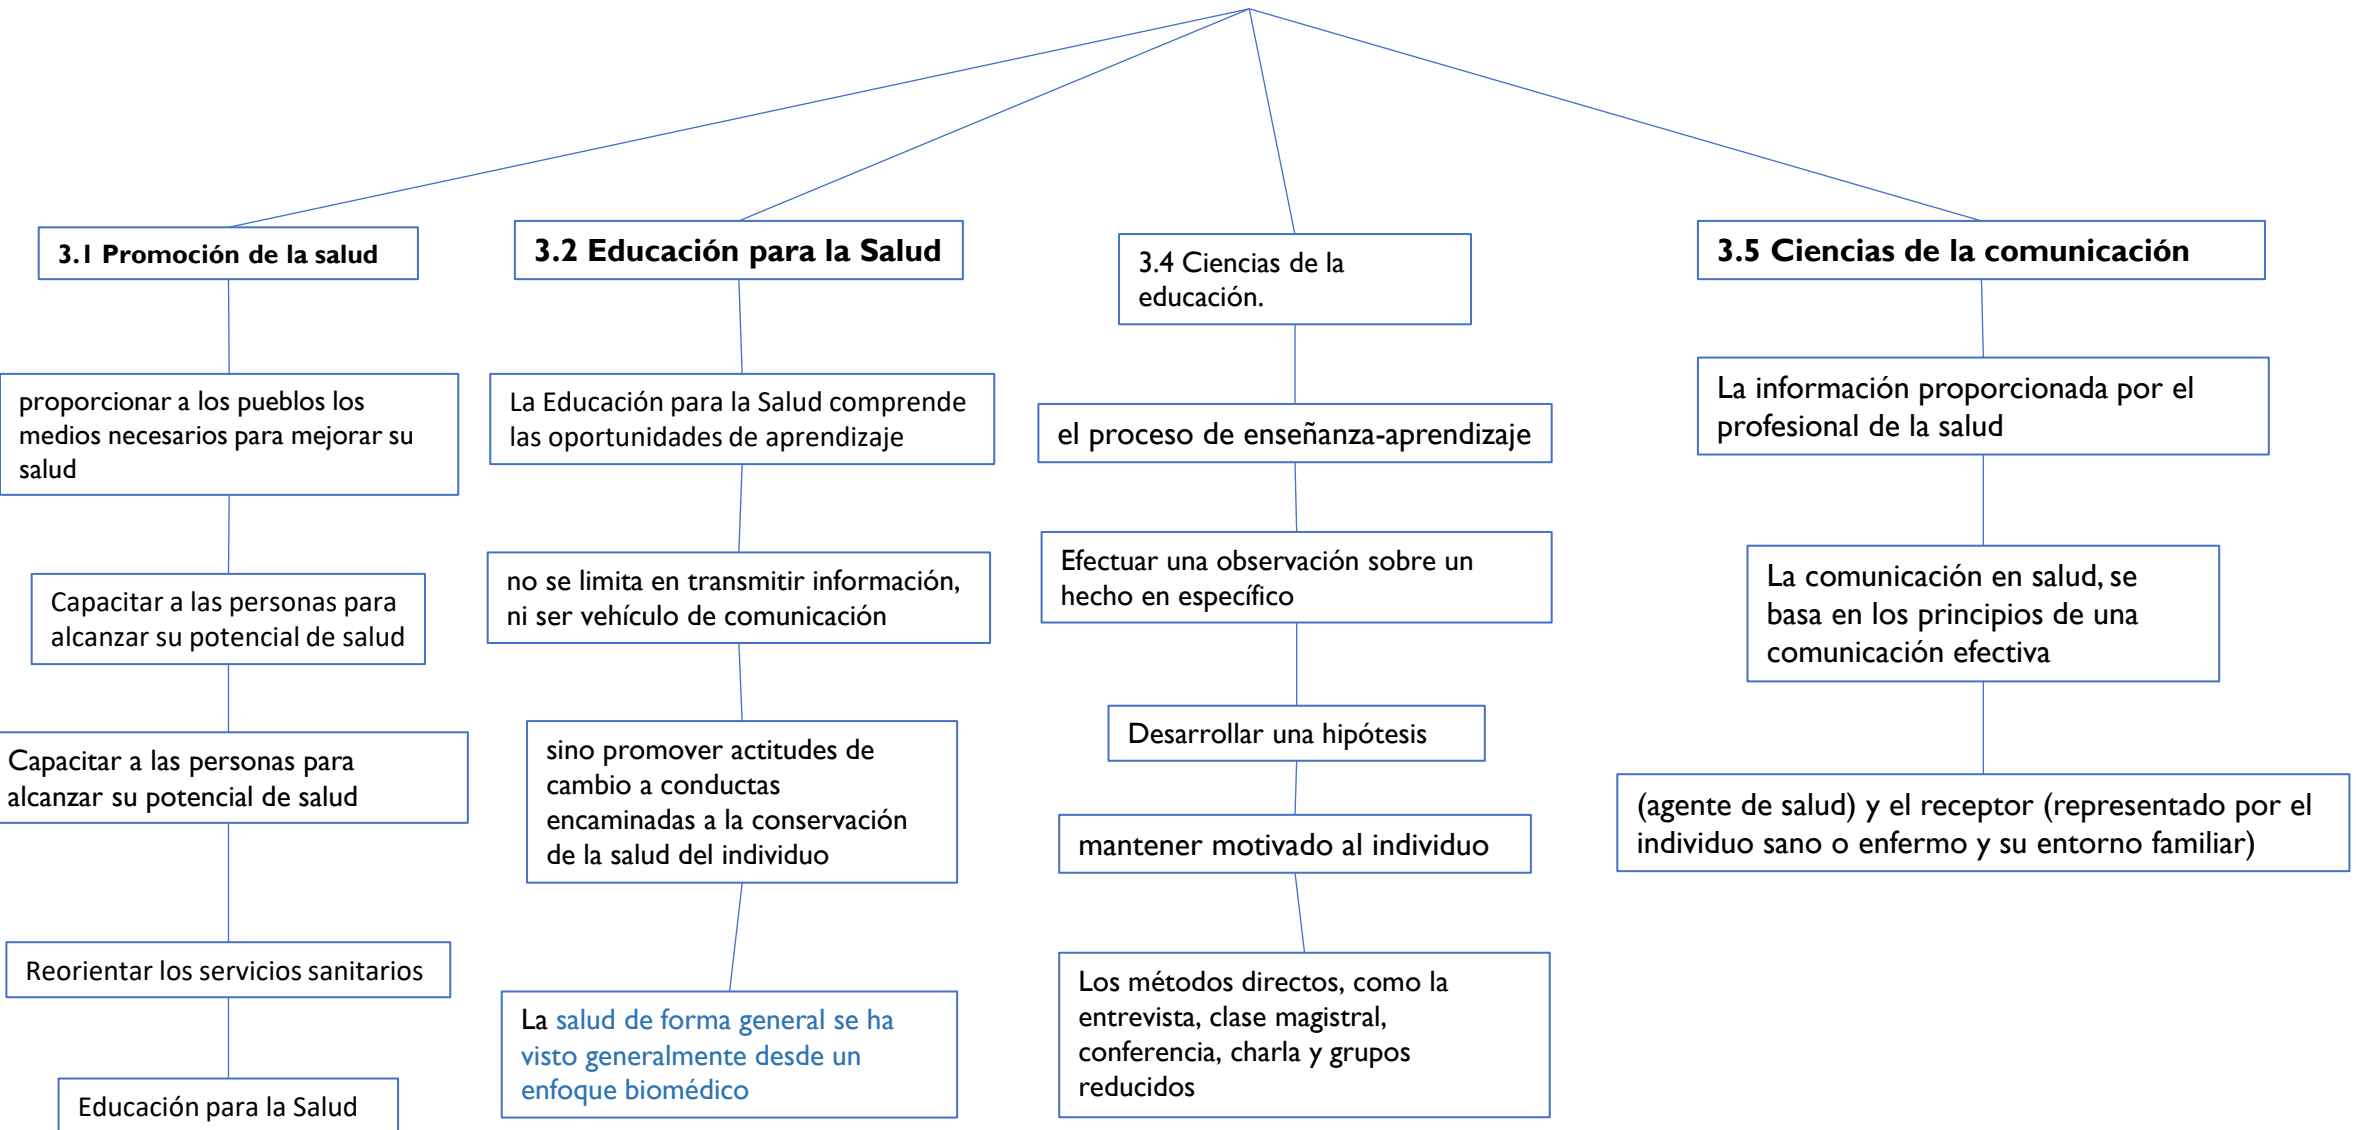 3.1 Promoción de la salud
proporcionar a los pueblos los
medios necesarios para mejorar su
salud
Capacitar a las personas para
alcanzar su potencial de salud
Capacitar a las personas para
alcanzar su potencial de salud
Reorientar los servicios sanitarios
Educación para la Salud
3.2 Educación para la Salud
La Educación para la Salud comprende
las oportunidades de aprendizaje
no se limita en transmitir información,
ni ser vehículo de comunicación
sino promover actitudes de
cambio a conductas
encaminadas a la conservación
de la salud del individuo
La salud de forma general se ha
visto generalmente desde un
enfoque biomédico
3.4 Ciencias de la
educación.
el proceso de enseñanza-aprendizaje
Efectuar una observación sobre un
hecho en específico
Desarrollar una hipótesis
mantener motivado al individuo
Los métodos directos, como la
entrevista, clase magistral,
conferencia, charla y grupos
reducidos
3.5 Ciencias de la comunicación
La información proporcionada por el
profesional de la salud
La comunicación en salud, se
basa en los principios de una
comunicación efectiva
(agente de salud) y el receptor (representado por el
individuo sano o enfermo y su entorno familiar)